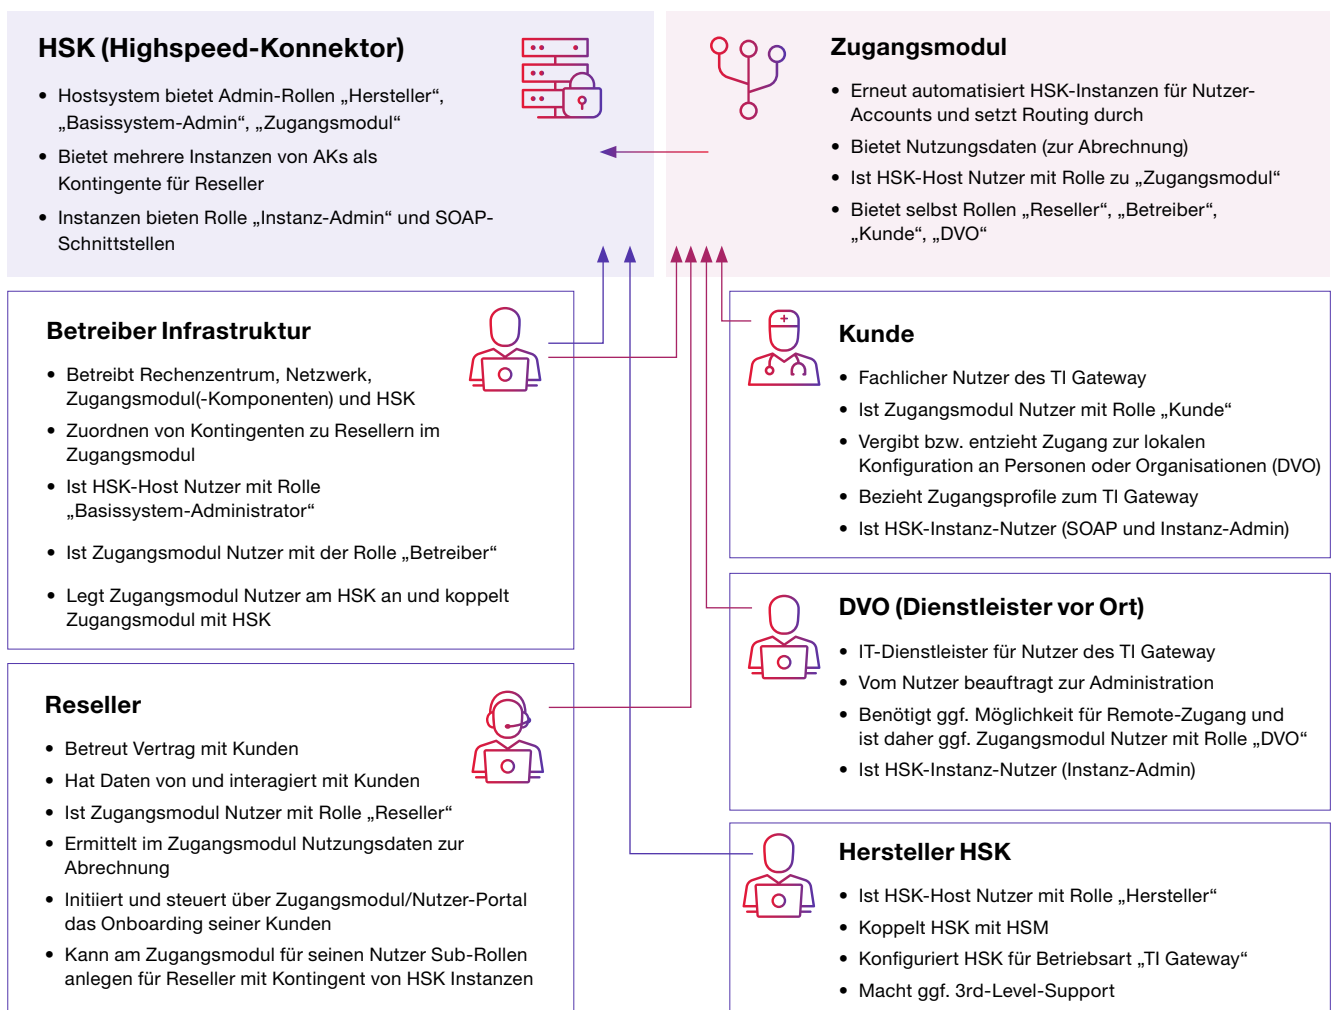 HSK (Highspeed-Konnektor)
• Hostsystem bietet Admin-Rollen „Hersteller“,
„Basissystem-Admin“, „Zugangsmodul“
• Bietet mehrere Instanzen von AKs als
Kontingente für Reseller
• Instanzen bieten Rolle „Instanz-Admin“ und SOAP-
Schnittstellen
Zugangsmodul
• Erneut automatisiert HSK-Instanzen für Nutzer-
Accounts und setzt Routing durch
• Bietet Nutzungsdaten (zur Abrechnung)
• Ist HSK-Host Nutzer mit Rolle zu „Zugangsmodul“
• Bietet selbst Rollen „Reseller“, „Betreiber“,
„Kunde“, „DVO“
Betreiber Infrastruktur
• Betreibt Rechenzentrum, Netzwerk,
Zugangsmodul(-Komponenten) und HSK
• Zuordnen von Kontingenten zu Resellern im
Zugangsmodul
• Ist HSK-Host Nutzer mit Rolle
„Basissystem-Administrator“
• Ist Zugangsmodul Nutzer mit der Rolle „Betreiber“
• Legt Zugangsmodul Nutzer am HSK an und koppelt
Zugangsmodul mit HSK
Reseller
• Betreut Vertrag mit Kunden
• Hat Daten von und interagiert mit Kunden
• Ist Zugangsmodul Nutzer mit Rolle „Reseller“
• Ermittelt im Zugangsmodul Nutzungsdaten zur
Abrechnung
• Initiiert und steuert über Zugangsmodul/Nutzer-Portal
das Onboarding seiner Kunden
• Kann am Zugangsmodul für seinen Nutzer Sub-Rollen
anlegen für Reseller mit Kontingent von HSK Instanzen
Kunde
• Fachlicher Nutzer des TI Gateway
• Ist Zugangsmodul Nutzer mit Rolle „Kunde“
• Vergibt bzw. entzieht Zugang zur lokalen
Konfiguration an Personen oder Organisationen (DVO)
• Bezieht Zugangsprofile zum TI Gateway
• Ist HSK-Instanz-Nutzer (SOAP und Instanz-Admin)
DVO (Dienstleister vor Ort)
• IT-Dienstleister für Nutzer des TI Gateway
• Vom Nutzer beauftragt zur Administration
• Benötigt ggf. Möglichkeit für Remote-Zugang und
ist daher ggf. Zugangsmodul Nutzer mit Rolle „DVO“
• Ist HSK-Instanz-Nutzer (Instanz-Admin)
Hersteller HSK
• Ist HSK-Host Nutzer mit Rolle „Hersteller“
• Koppelt HSK mit HSM
• Konfiguriert HSK für Betriebsart „TI Gateway“
• Macht ggf. 3rd-Level-Support